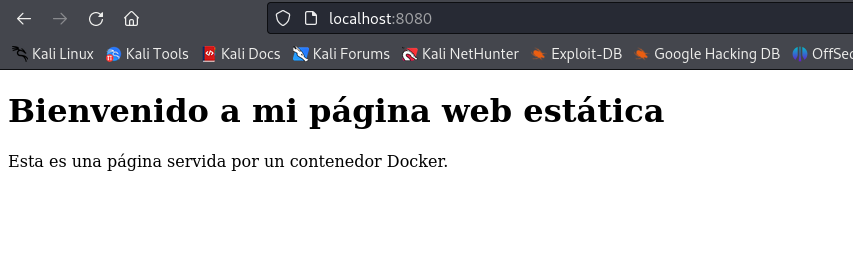 localhost:8080
Kali Linux Kali Tools Kali Docs Kali Forums Kali NetHunter Exploit-DB Google Hacking DB OffSec
Bienvenido a mi página web estática
Esta es una página servida por un contenedor Docker.